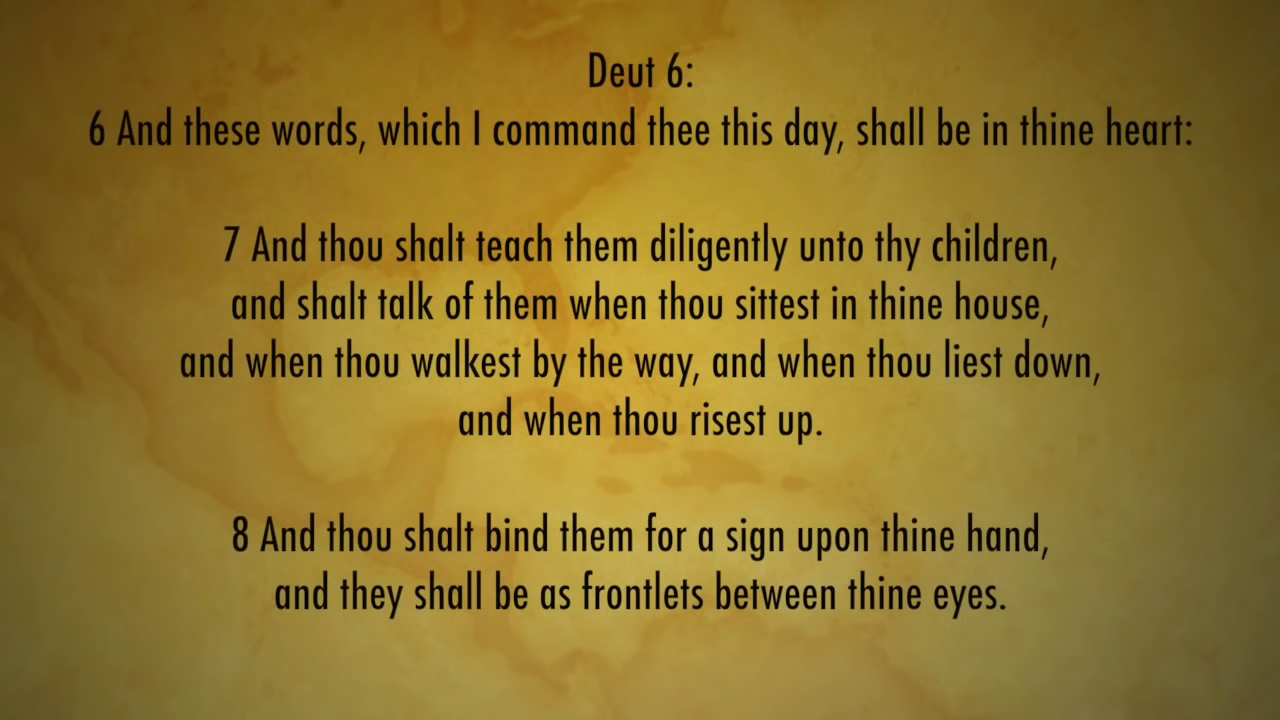 Deut 6:
6 And these words, which I command thee this day, shall be in thine heart:
7 And thou shalt teach them diligently unto thy children,
and shalt talk of them when thou sittest in thine house,
and when thou walkest by the way, and when thou liest down,
and when thou risest up.
8 And thou shalt bind them for a sign upon thine hand,
and they shall be as frontlets between thine eyes.